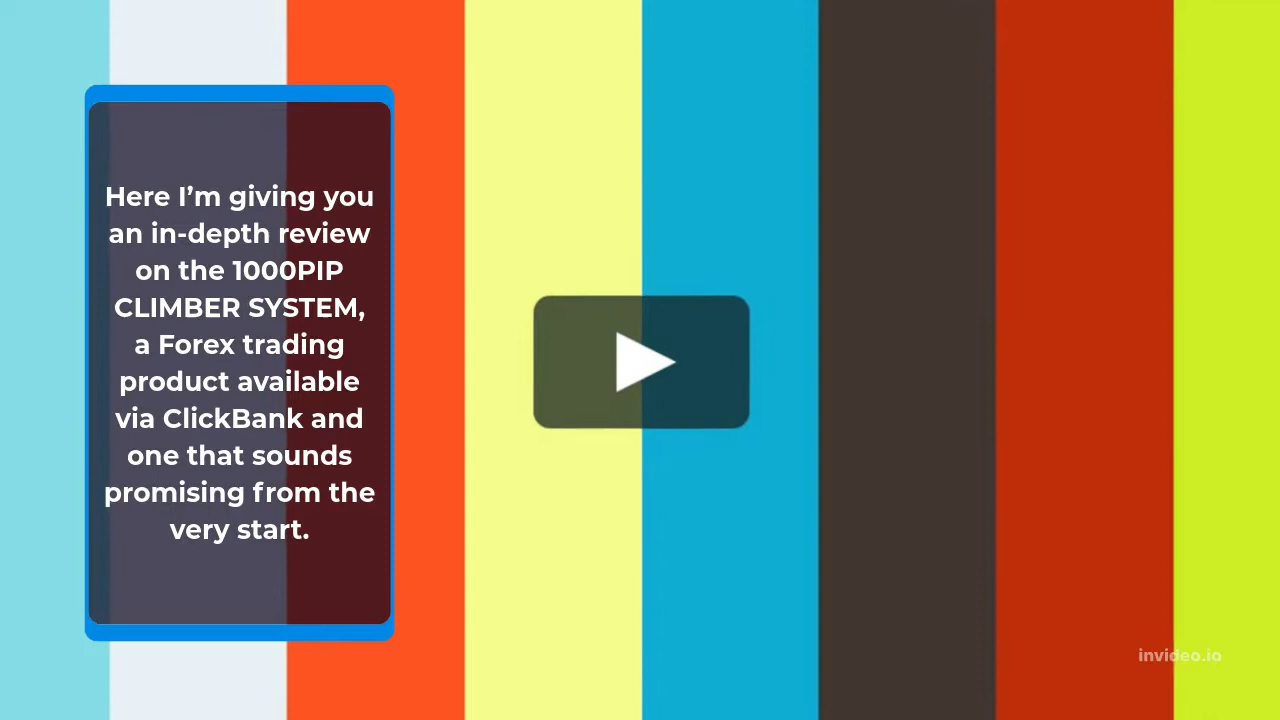 Here I’m giving you
an in-depth review
on the 1000PIP
CLIMBER SYSTEM,
a Forex trading
product available
via ClickBank and
one that sounds
promising from the
very start.
invideo.io